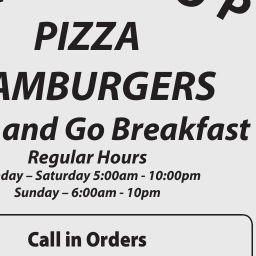 PIZZA
AMBURGERS
and Go Breakfast
Regular Hours
day – Saturday 5:00am - 10:00pm
Sunday – 6:00am - 10pm
Call in Orders